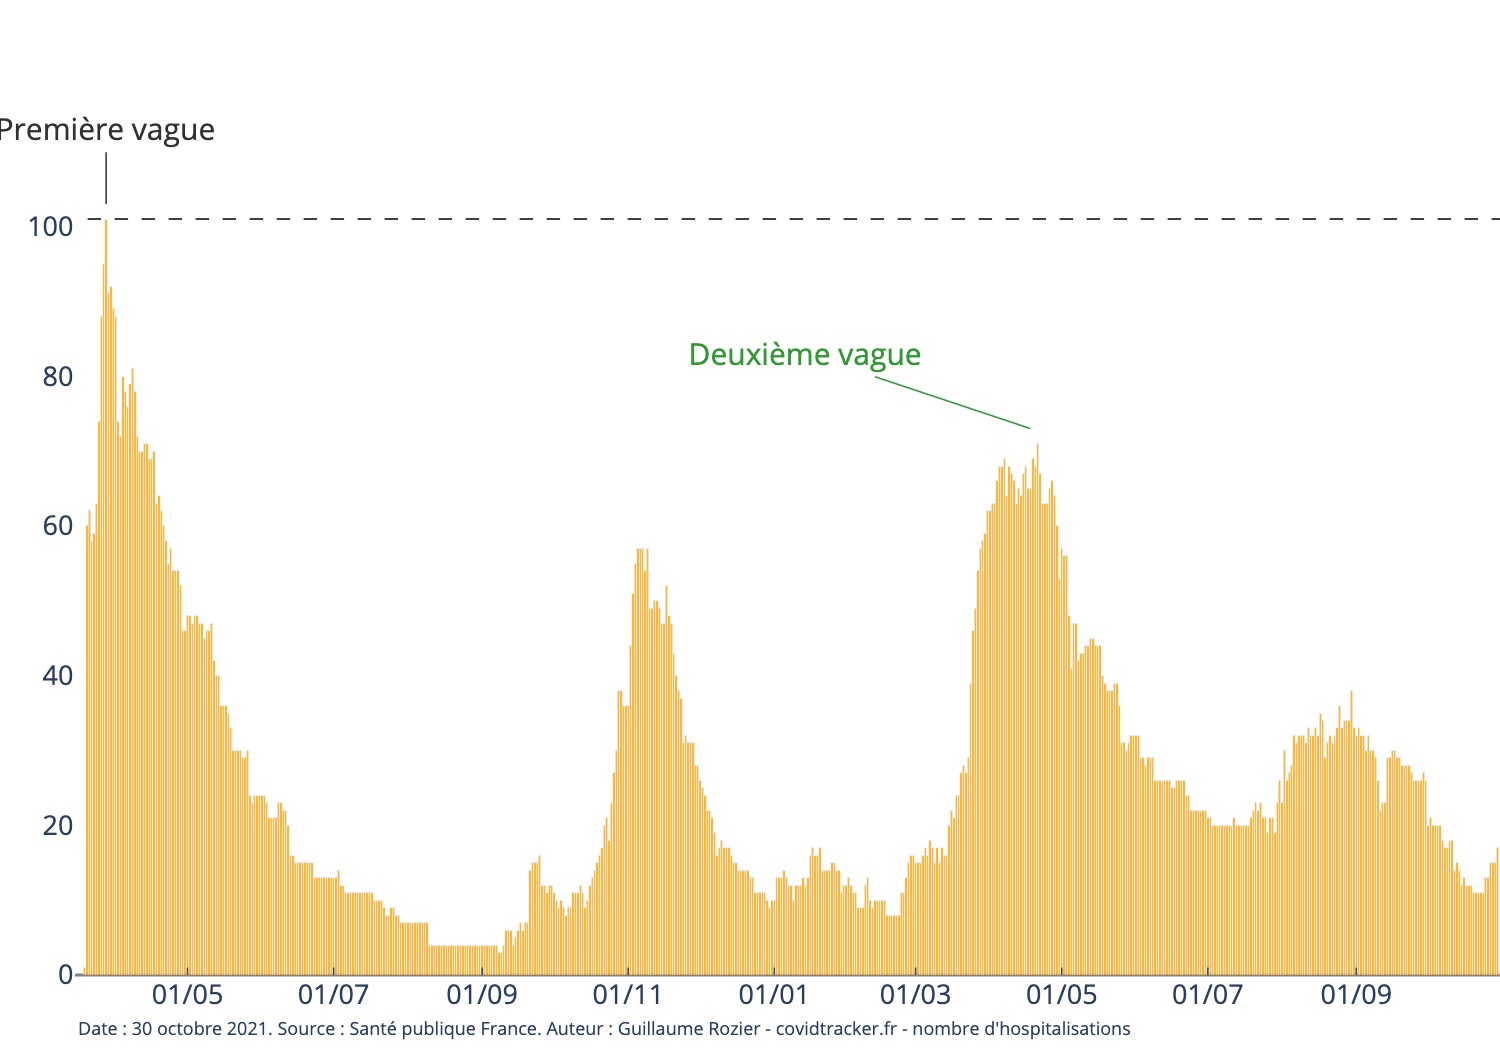 Première vague
100
80
Deuxième vague
60
40
20
0
01/05 01/07 01/09 01/11 01/01 01/03 01/05 01/07 01/09
Date : 30 octobre 2021. Source : Santé publique France. Auteur : Guillaume Rozier - covidtracker.fr - nombre d'hospitalisations